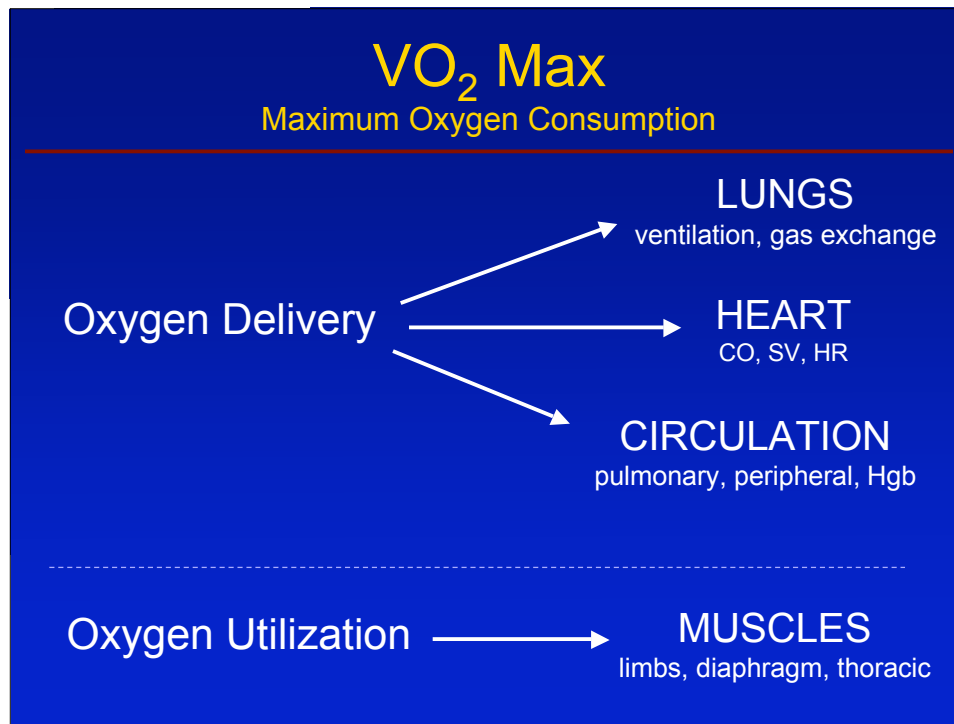 VO₂ Max
Maximum Oxygen Consumption
LUNGS
ventilation, gas exchange
Oxygen Delivery
HEART
CO, SV, HR
CIRCULATION
pulmonary, peripheral, Hgb
Oxygen Utilization
MUSCLES
limbs, diaphragm, thoracic